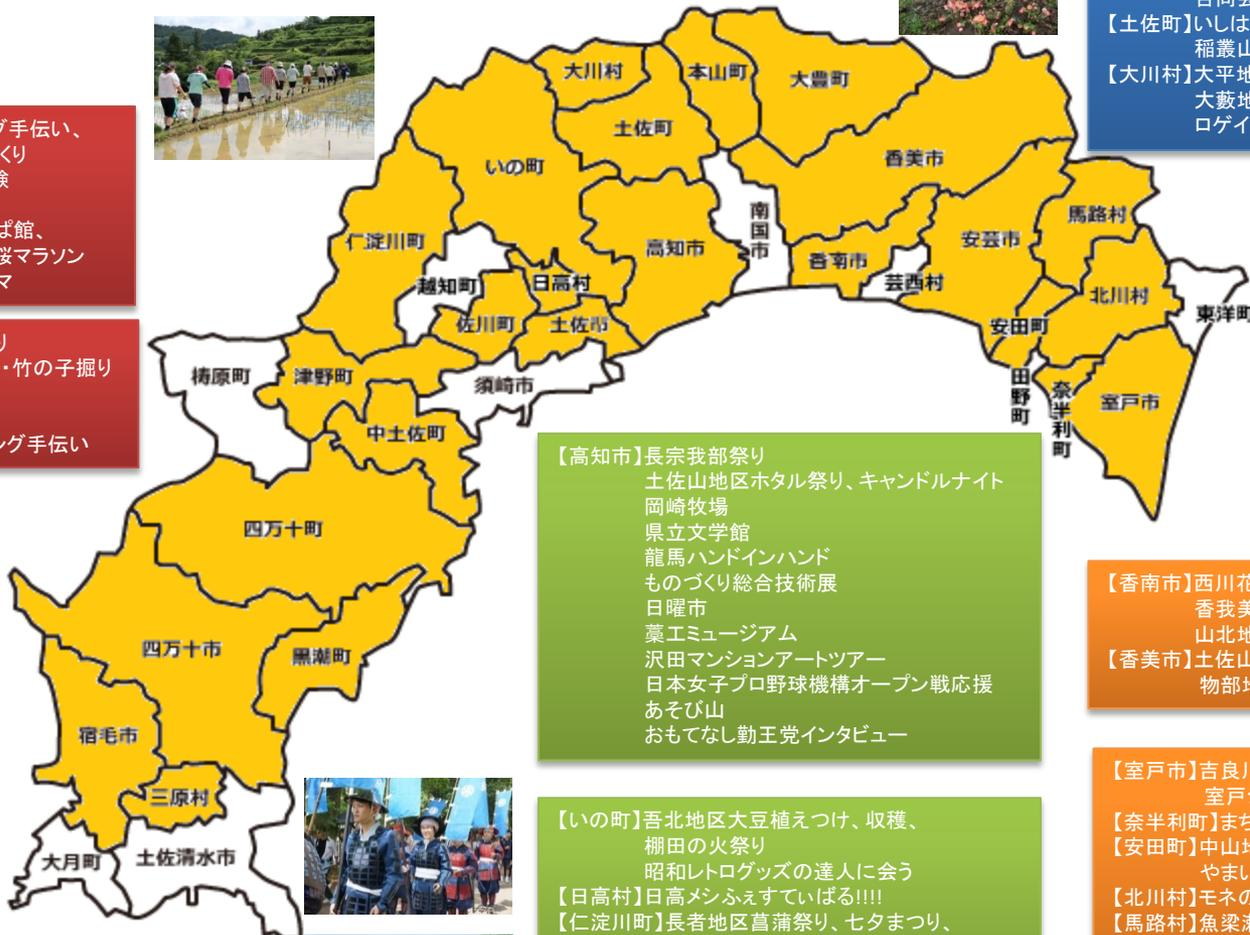 グ手伝い、
くり
験
ぱ館、
桜マラソン
マ
り
・竹の子掘り
ング手伝い
【土佐町】いしは
稲叢山
【大川村】大平地
大藪地
ロゲイ
大川村
本山町
大豊町
土佐町
いの町
香美市
馬路村
仁淀川町
高知市
南国市
安芸市
香南市
越知町
日高村
芸西村
北川村
東洋町
佐川町
土佐市
安田町
梼原町
津野町
須崎市
田野町
奈半利町
室戸市
中土佐町
四万十町
四万十市
黒潮町
宿毛市
三原村
大月町
土佐清水市
【高知市】長宗我部祭り
土佐山地区ホタル祭り、キャンドルナイト
岡崎牧場
県立文学館
龍馬ハンドインハンド
ものづくり総合技術展
日曜市
藁工ミュージアム
沢田マンションアートツアー
日本女子プロ野球機構オープン戦応援
あそび山
おもてなし勤王党インタビュー
【いの町】吾北地区大豆植えつけ、収穫、
棚田の火祭り
昭和レトログッズの達人に会う
【日高村】日高メシふぇすてぃばる!!!!
【仁淀川町】長者地区菖蒲祭り、七夕まつり、
【香南市】西川花
香我美
山北地
【香美市】土佐山
物部地
【室戸市】吉良川
室戸
【奈半利町】まち
【安田町】中山地
やまい
【北川村】モネの
【馬路村】魚梁瀬